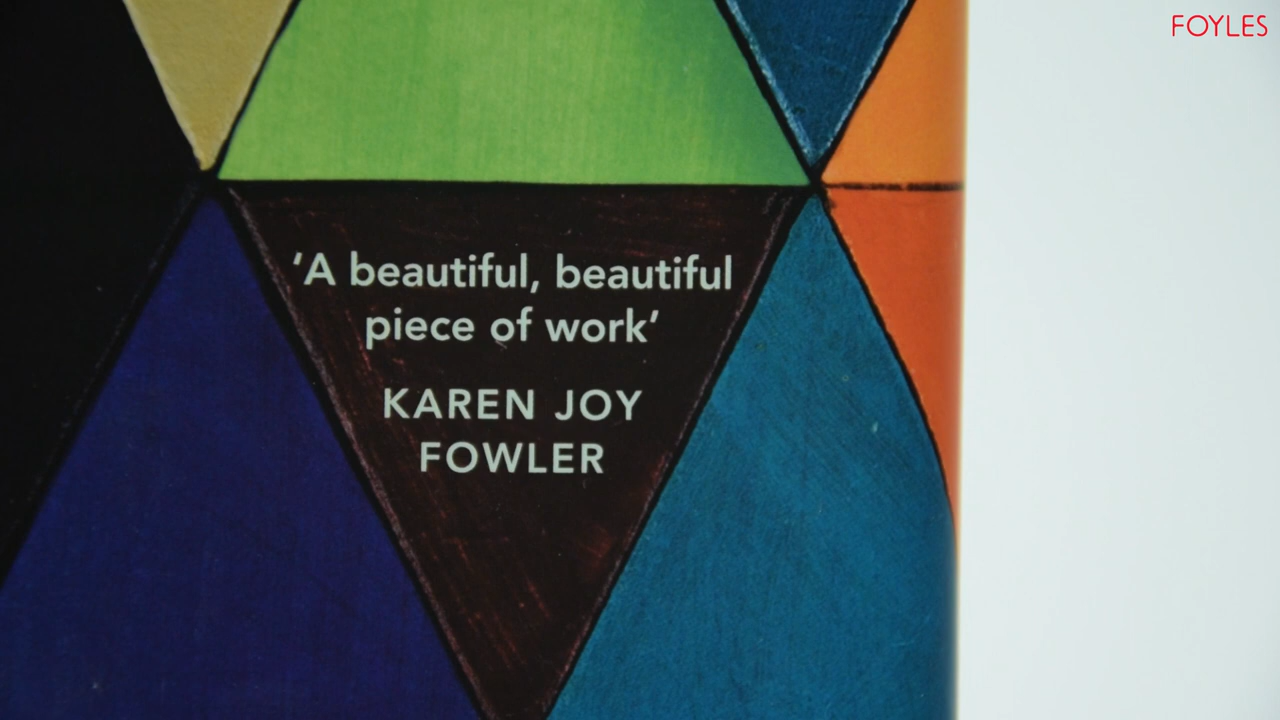 FOYLES
‘A beautiful, beautiful
piece of work’
KAREN JOY
FOWLER